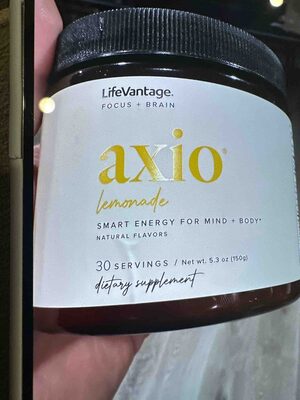 LifeVantage.
FOCUS + BRAIN
axio®
lemonade
SMART ENERGY FOR MIND + BODY*
NATURAL FLAVORS
30 SERVINGS / Net wt. 5.3 oz (150g)
dietary supplement